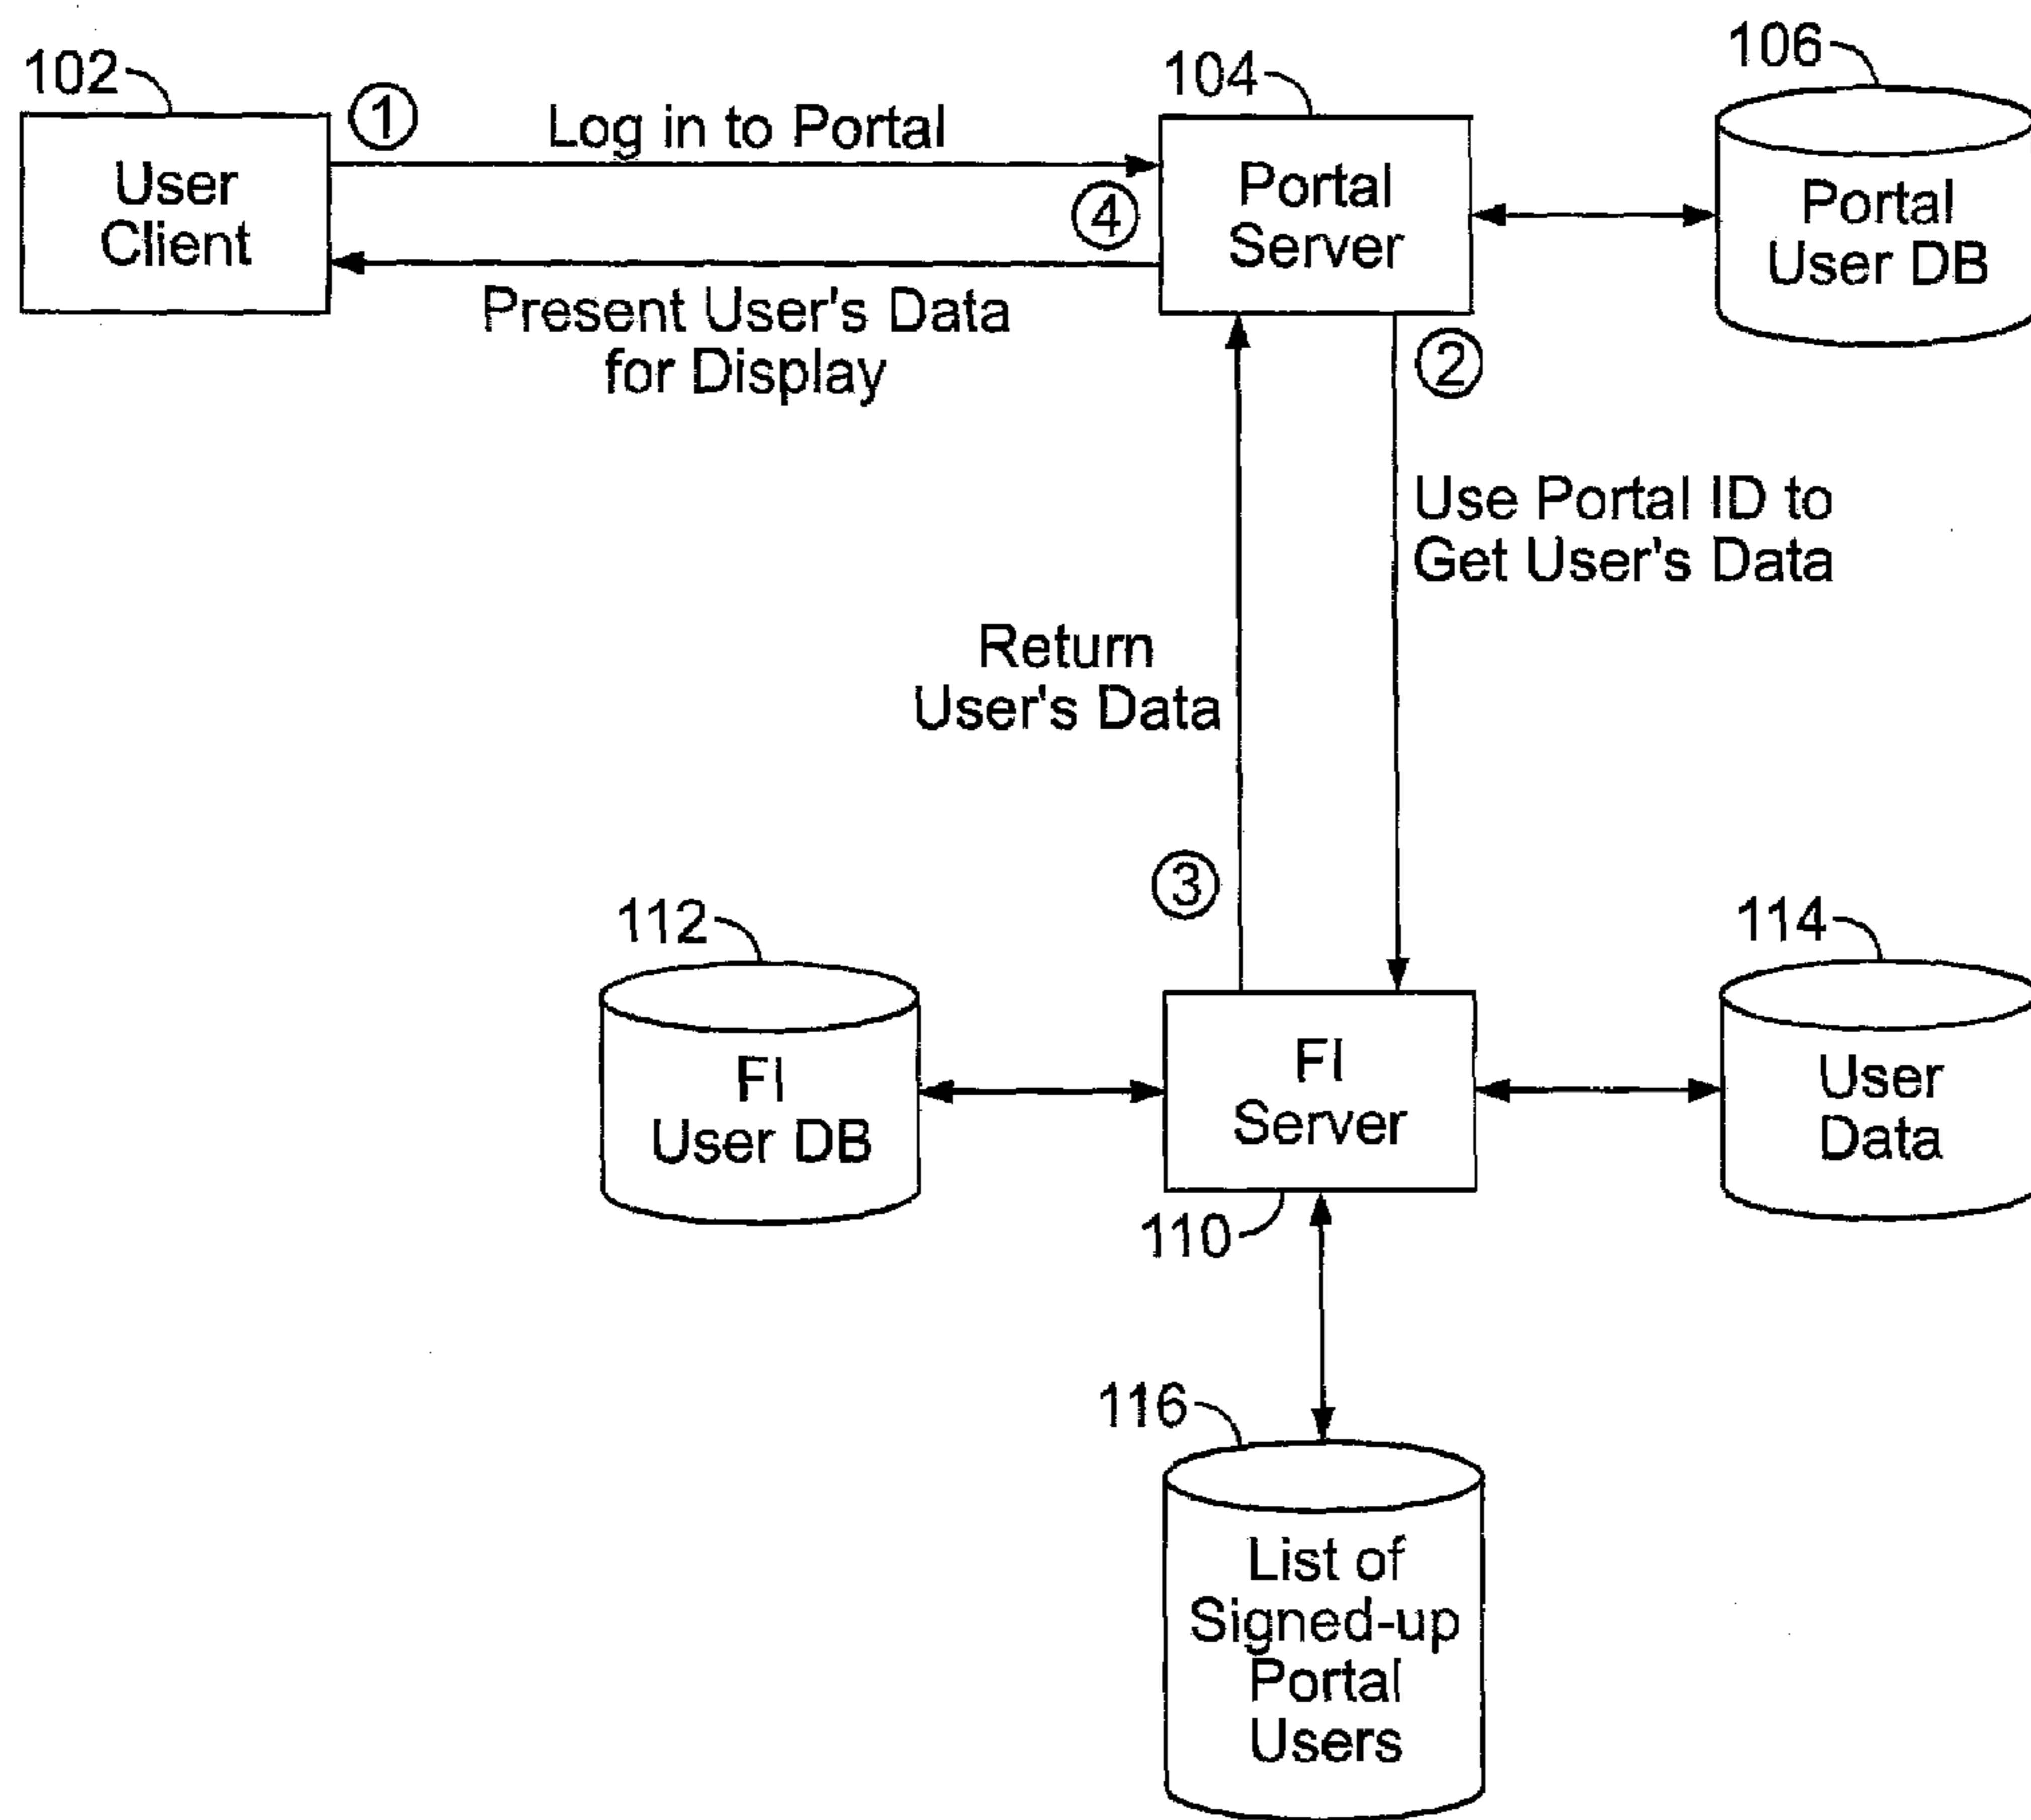 102
104
106
①
Log in to Portal
User
Client
④
Portal
Server
Portal
User DB
Present User's Data
for Display
②
Use Portal ID to
Get User's Data
Return
User's Data
③
112
114
FI
User DB
FI
Server
User
Data
110
116
List of
Signed-up
Portal
Users